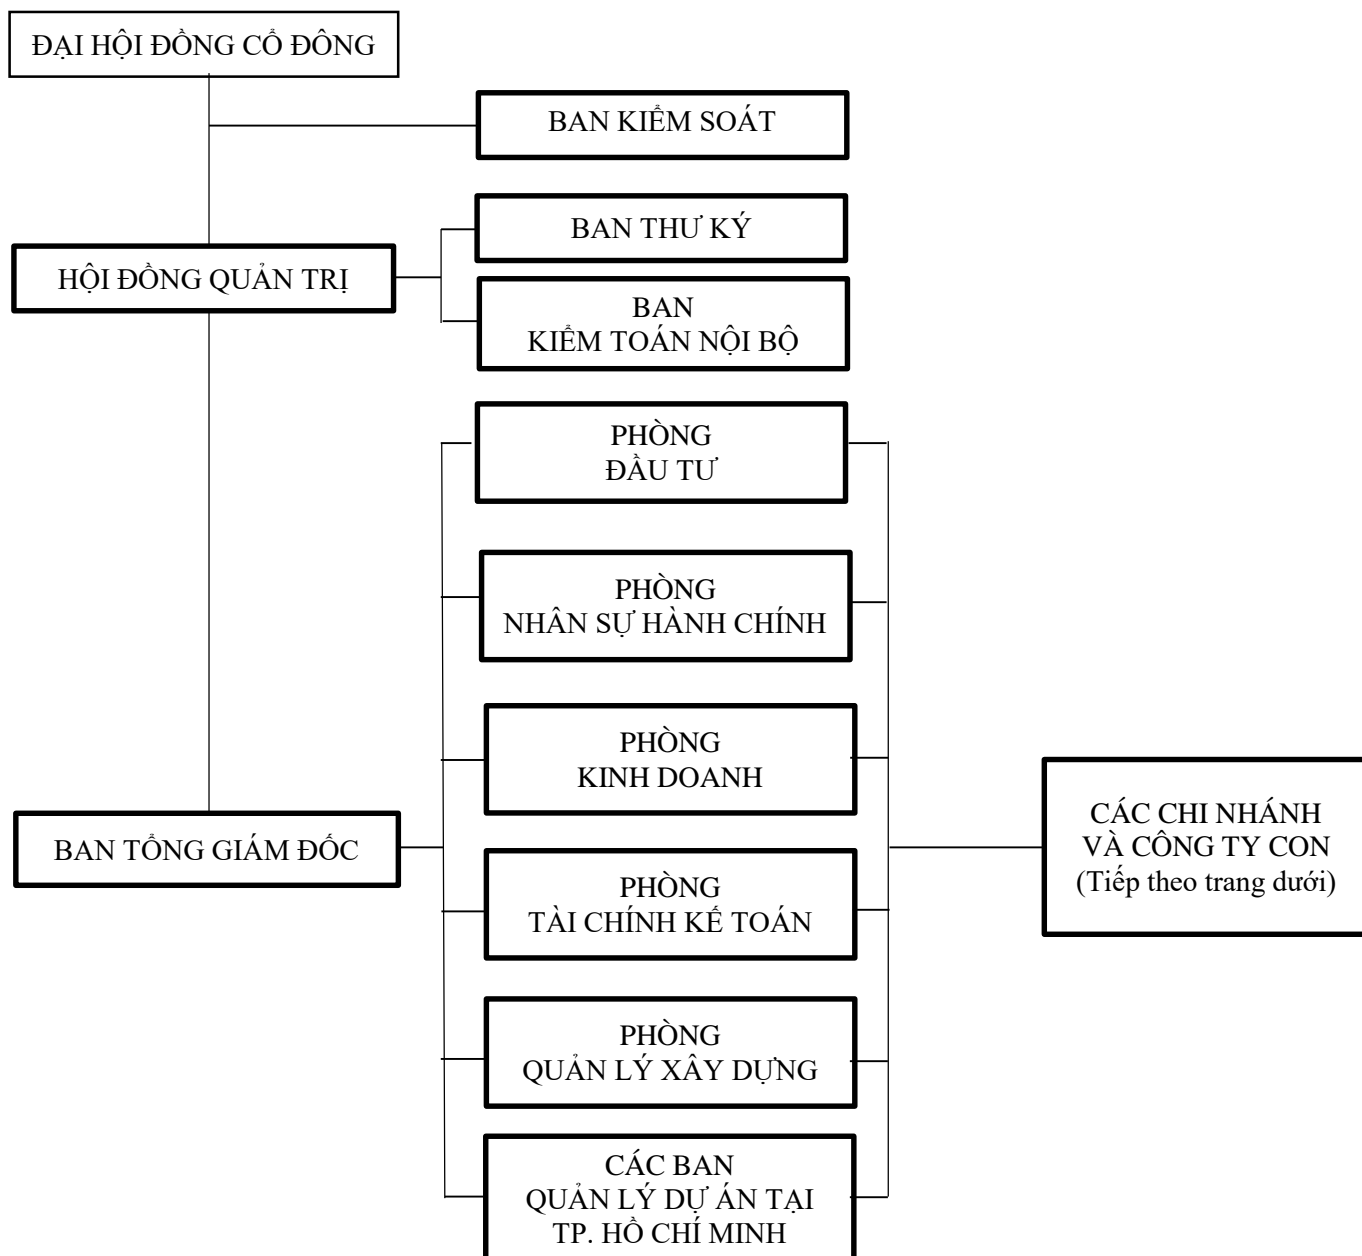 ĐẠI HỘI ĐỒNG CỔ ĐÔNG
BAN KIỂM SOÁT
BAN THƯ KÝ
HỘI ĐỒNG QUẢN TRỊ
BAN
KIỂM TOÁN NỘI BỘ
PHÒNG
ĐẦU TƯ
PHÒNG
NHÂN SỰ HÀNH CHÍNH
PHÒNG
KINH DOANH
BAN TỔNG GIÁM ĐỐC
PHÒNG
TÀI CHÍNH KẾ TOÁN
PHÒNG
QUẢN LÝ XÂY DỰNG
CÁC BAN
QUẢN LÝ DỰ ÁN TẠI
TP. HỒ CHÍ MINH
CÁC CHI NHÁNH
VÀ CÔNG TY CON
(Tiếp theo trang dưới)